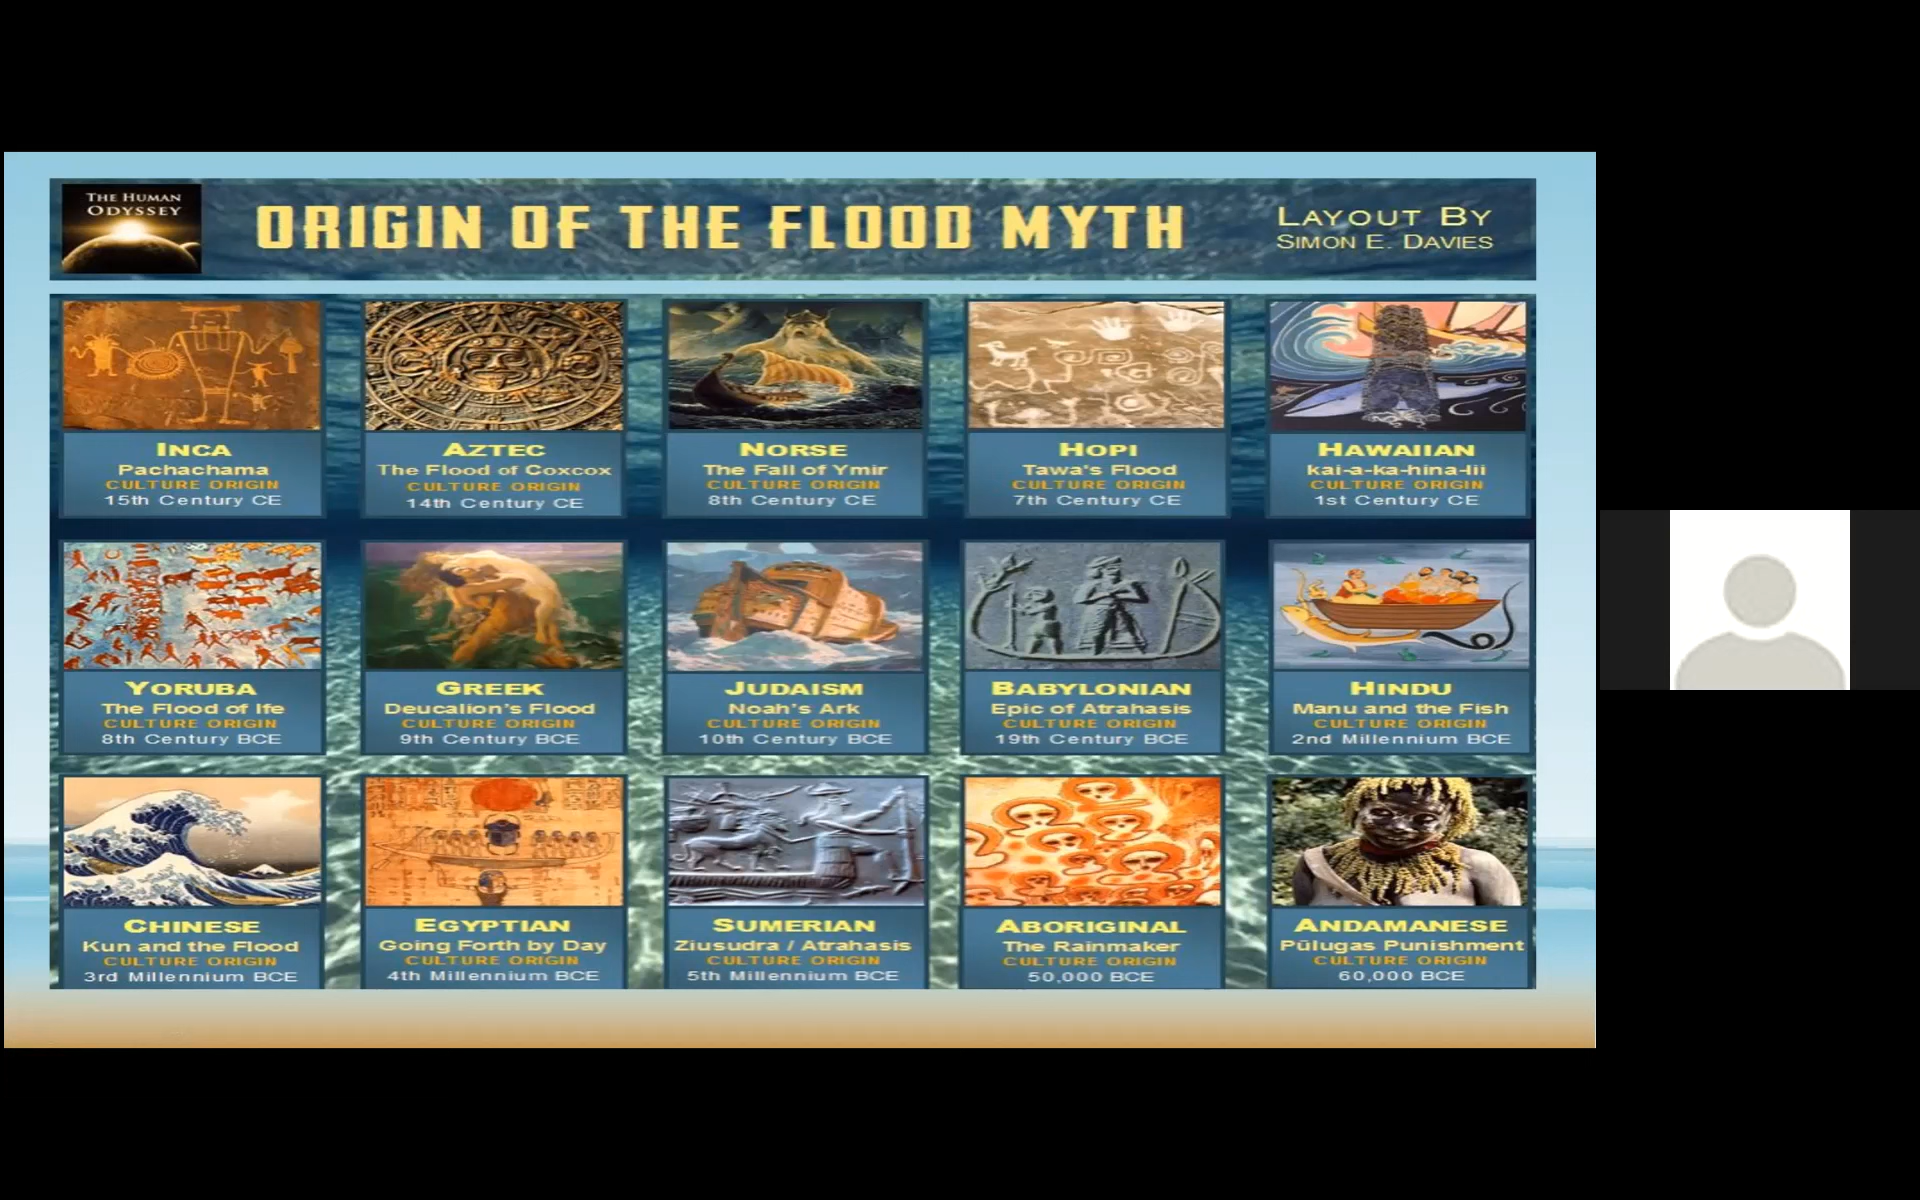 THE HUMAN
ODYSSEY
ORIGIN OF THE FLOOD MYTH
LAYOUT BY
SIMON E. DAVIES
INCA
Pachachama
CULTURE ORIGIN
15th Century CE
AZTEC
The Flood of Coxcox
CULTURE ORIGIN
14th Century CE
NORSE
The Fall of Ymir
CULTURE ORIGIN
8th Century CE
HOPI
Tawa's Flood
CULTURE ORIGIN
7th Century CE
HAWAIIAN
kai-a-ka-hina-lii
CULTURE ORIGIN
1st Century CE
YORUBA
The Flood of Ife
CULTURE ORIGIN
8th Century BCE
GREEK
Deucalion's Flood
CULTURE ORIGIN
9th Century BCE
JUDAISM
Noah's Ark
CULTURE ORIGIN
10th Century BCE
BABYLONIAN
Epic of Atrahasis
CULTURE ORIGIN
19th Century BCE
HINDU
Manu and the Fish
CULTURE ORIGIN
2nd Millennium BCE
CHINESE
Kun and the Flood
CULTURE ORIGIN
3rd Millennium BCE
EGYPTIAN
Going Forth by Day
CULTURE ORIGIN
4th Millennium BCE
SUMERIAN
Ziusudra / Atrahasis
CULTURE ORIGIN
5th Millennium BCE
ABORIGINAL
The Rainmaker
CULTURE ORIGIN
50,000 BCE
ANDAMANESE
Pūlugas Punishment
CULTURE ORIGIN
60,000 BCE